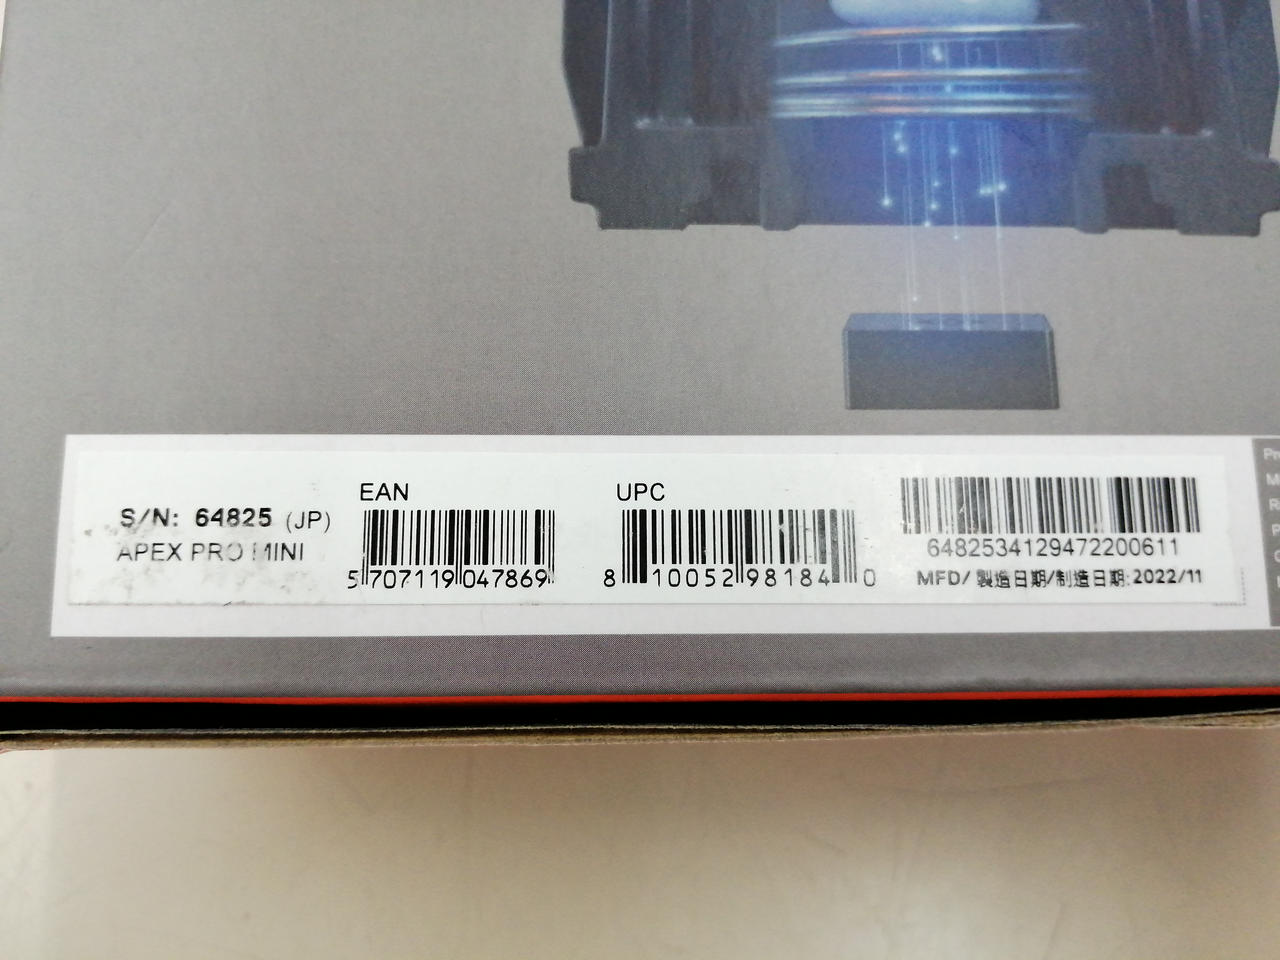 S/N: 64825 (JP)
APEX PRO MINI
EAN
5 707119 047869
UPC
8 10052 98184 0
6482534129472200611
MFD/ 製造日期/制造日期:2022/11